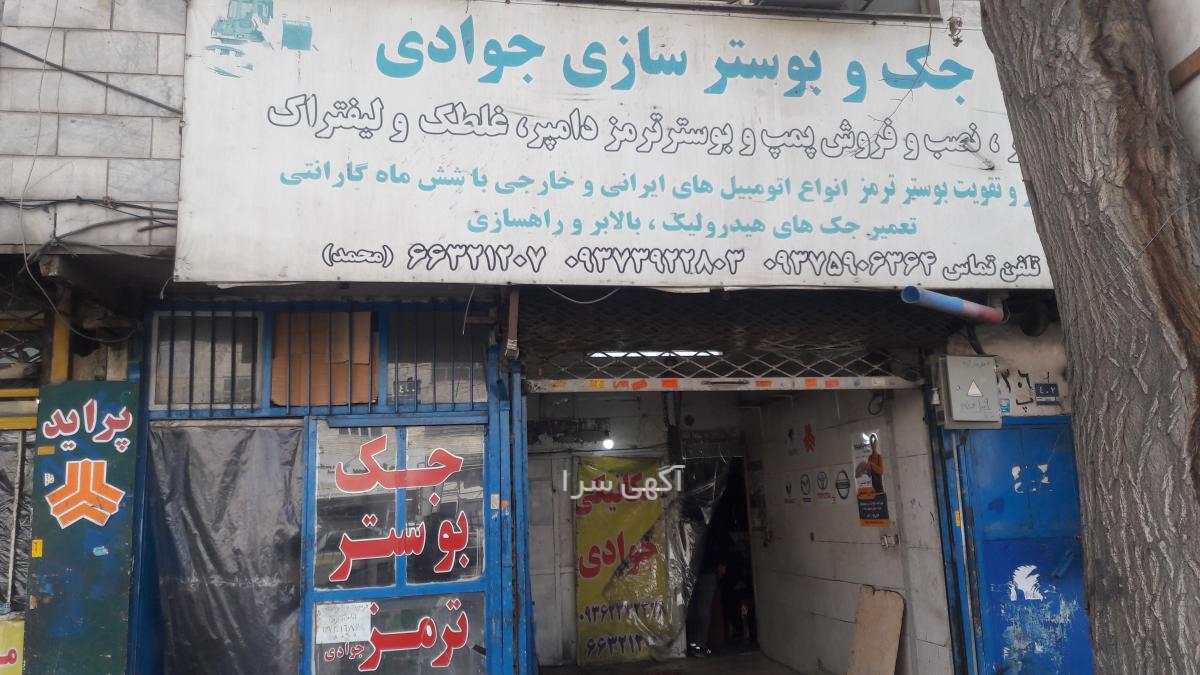 جک و بوستر سازی جوادی
، نصب و فروش پمپ و بوسترترمز دامپر، غلطک و لیفتراک
و تقویت بوستر ترمز انواع اتومبیل های ایرانی و خارجی با شش ماه گارانتی
تعمیر جک های هیدرولیک ، بالابر و راهسازی
تلفن تماس ۰۹۳۷۵۹۰۶۳۶۴ ۰۹۳۷۳۹۲۲۸۰۳ ۶۶۳۲۱۲۰۷ (محمد)
پراید
جک
بوستر
ترمز
جوادی
آگهی سرا
جوادی
۶۶۳۲۱۲۰